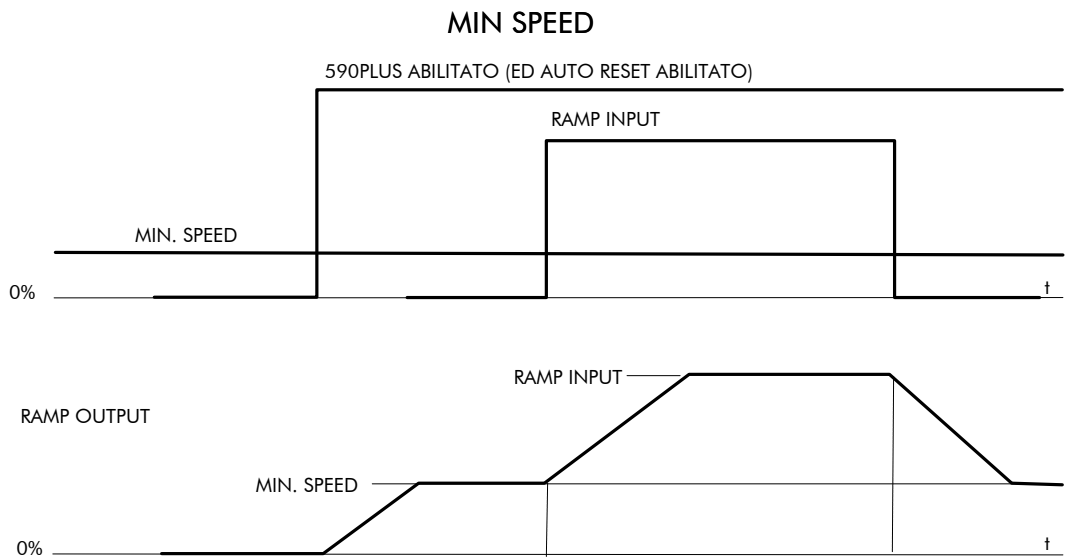 MIN SPEED
590PLUS ABILITATO (ED AUTO RESET ABILITATO)
RAMP INPUT
MIN. SPEED
0%
t
RAMP INPUT
RAMP OUTPUT
MIN. SPEED
0%
t